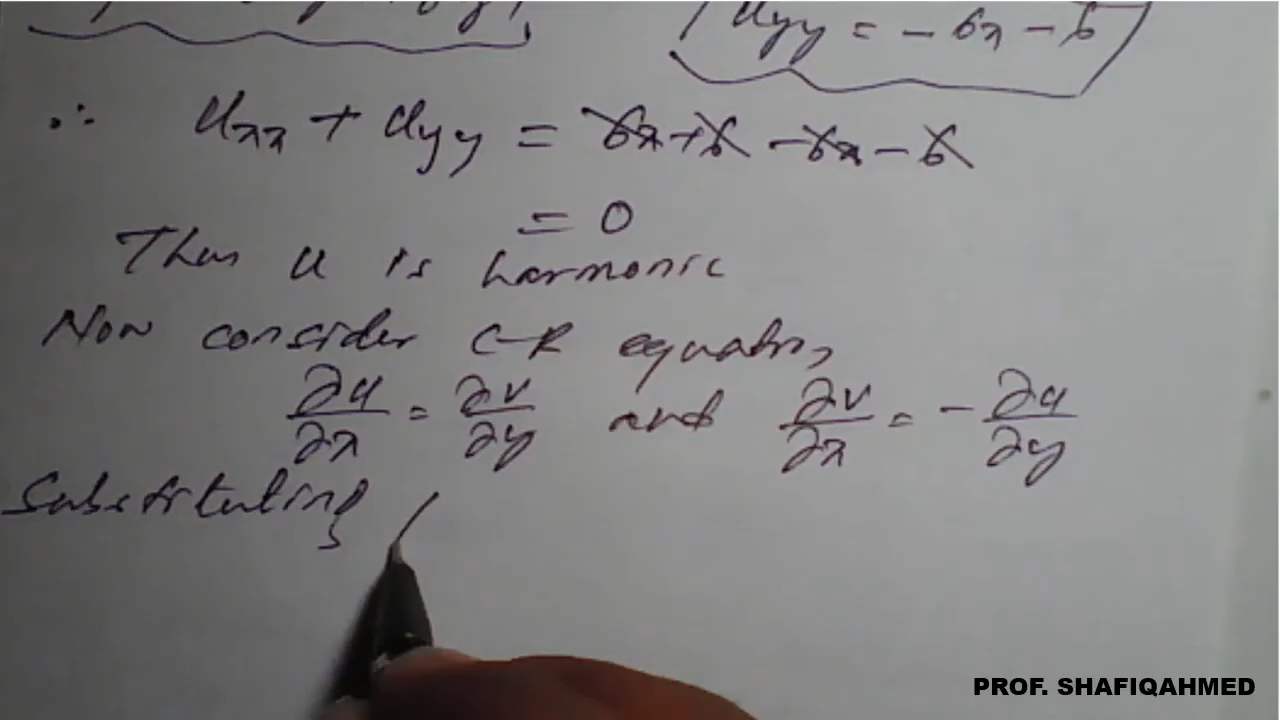 uyy = - 6x - 6
∴ uxx + uyy = 6x + 6 - 6x - 6
= 0
Thus u is harmonic
Now consider C-R equations
∂u/∂x = ∂v/∂y and ∂v/∂x = - ∂u/∂y
Substituting
PROF. SHAFIQAHMED